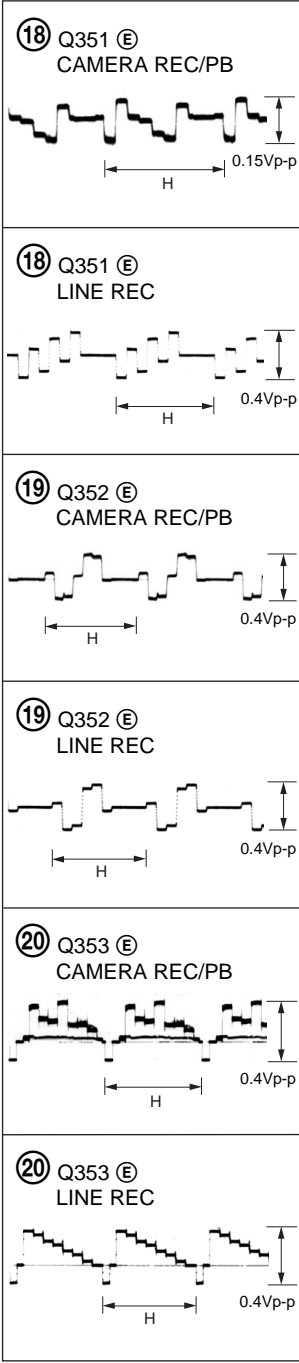 ⑱ Q351 Ⓔ
CAMERA REC/PB
0.15Vp-p
H
⑱ Q351 Ⓔ
LINE REC
0.4Vp-p
H
⑲ Q352 Ⓔ
CAMERA REC/PB
0.4Vp-p
H
⑲ Q352 Ⓔ
LINE REC
0.4Vp-p
H
⑳ Q353 Ⓔ
CAMERA REC/PB
0.4Vp-p
H
⑳ Q353 Ⓔ
LINE REC
0.4Vp-p
H